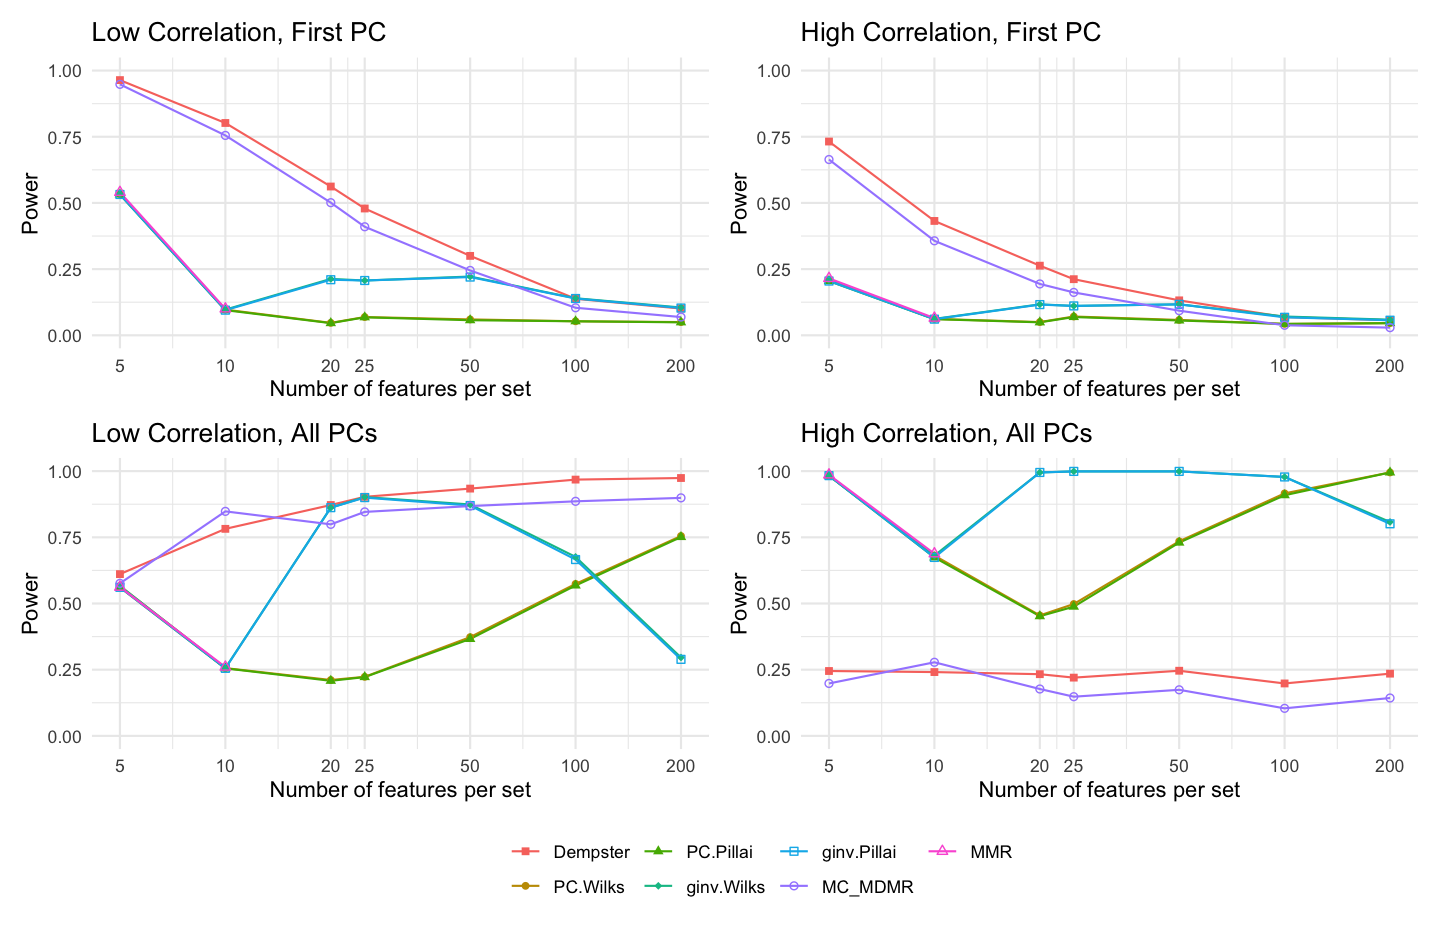 Low Correlation, First PC
1.00
0.75
0.50
0.25
0.00
Power
5 10 20 25 50 100 200
Number of features per set
High Correlation, First PC
1.00
0.75
0.50
0.25
0.00
Power
5 10 20 25 50 100 200
Number of features per set
Low Correlation, All PCs
1.00
0.75
0.50
0.25
0.00
Power
5 10 20 25 50 100 200
Number of features per set
High Correlation, All PCs
1.00
0.75
0.50
0.25
0.00
Power
5 10 20 25 50 100 200
Number of features per set
Dempster PC.Pillai ginv.Pillai MMR
PC.Wilks ginv.Wilks MC_MDMR